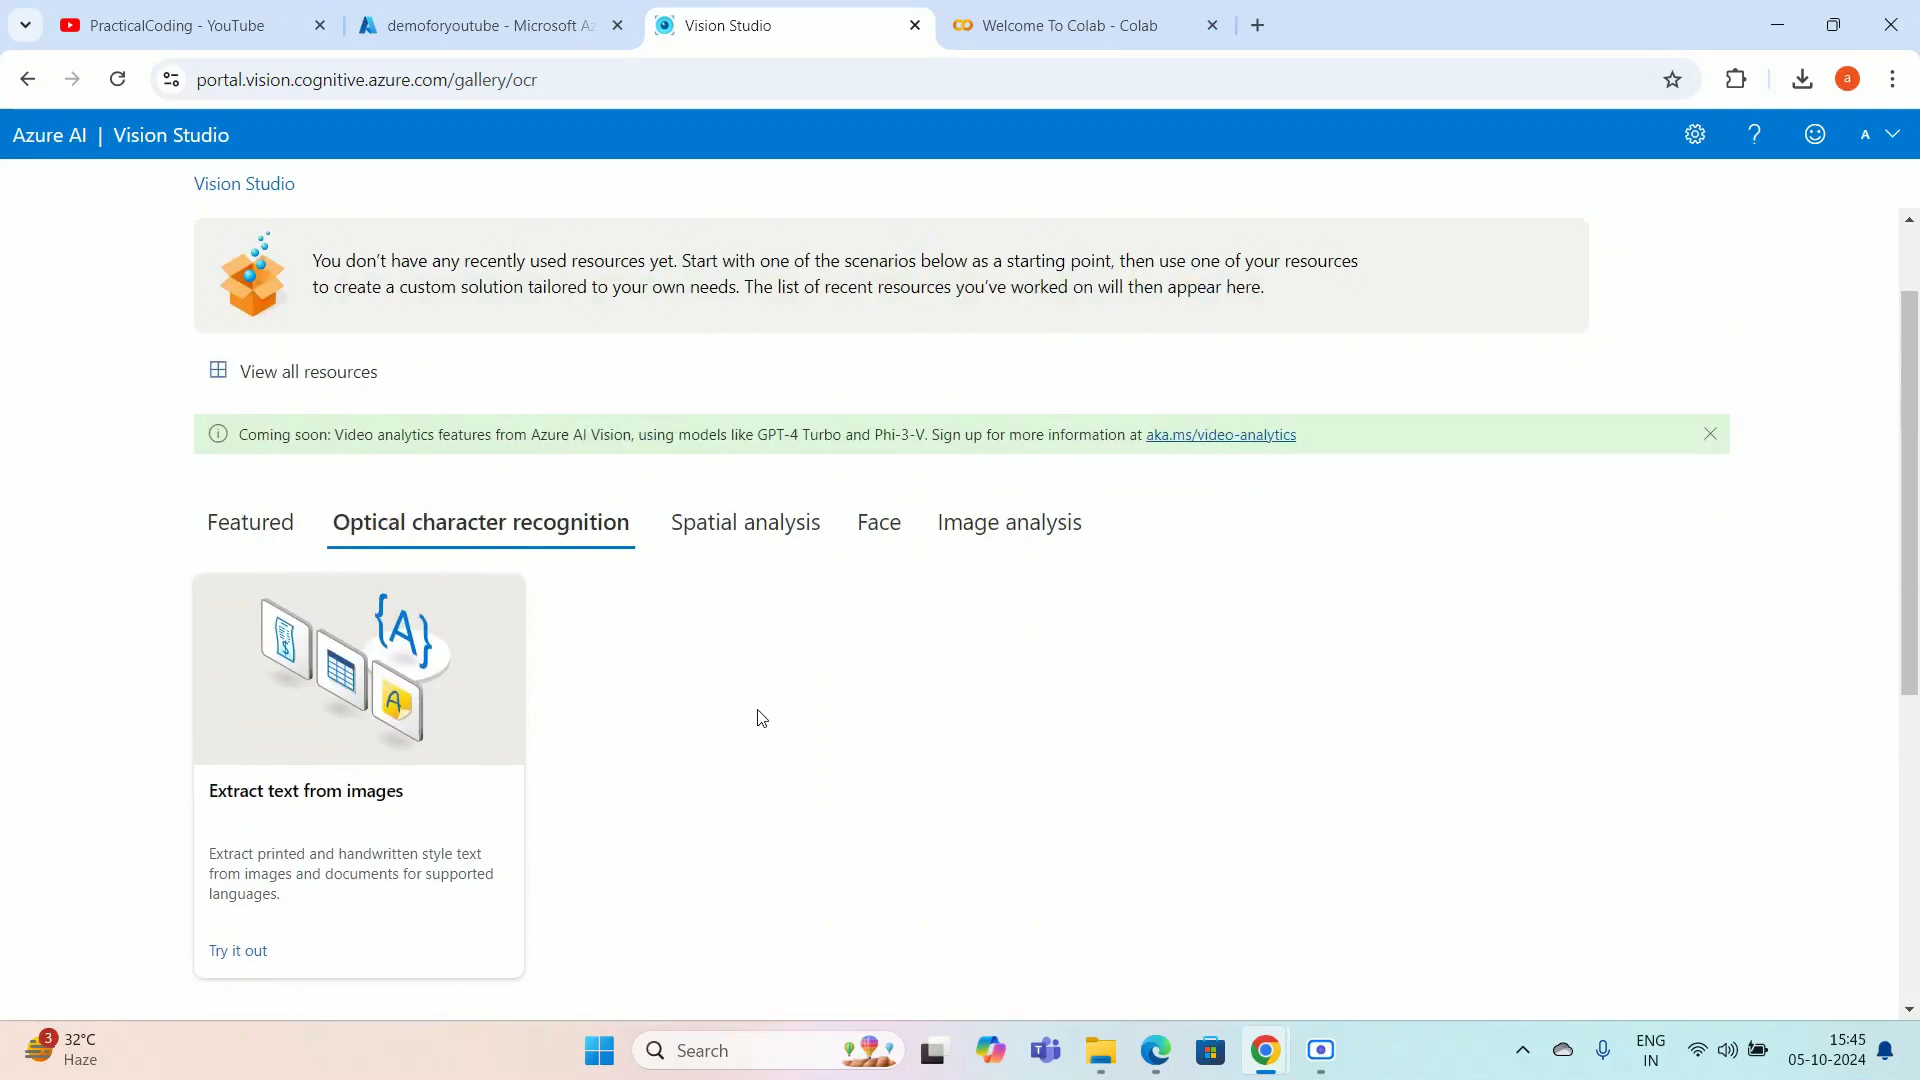 PracticalCoding - YouTube
demoforyoutube - Microsoft Az
Vision Studio
Welcome To Colab - Colab
portal.vision.cognitive.azure.com/gallery/ocr
a
Azure AI | Vision Studio
A
Vision Studio
You don't have any recently used resources yet. Start with one of the scenarios below as a starting point, then use one of your resources
to create a custom solution tailored to your own needs. The list of recent resources you've worked on will then appear here.
View all resources
Coming soon: Video analytics features from Azure AI Vision, using models like GPT-4 Turbo and Phi-3-V. Sign up for more information at aka.ms/video-analytics
Featured
Optical character recognition
Spatial analysis
Face
Image analysis
{A}
$
A
Extract text from images
Extract printed and handwritten style text
from images and documents for supported
languages.
Try it out
3
32°C
Haze
Search
ENG
IN
15:45
05-10-2024